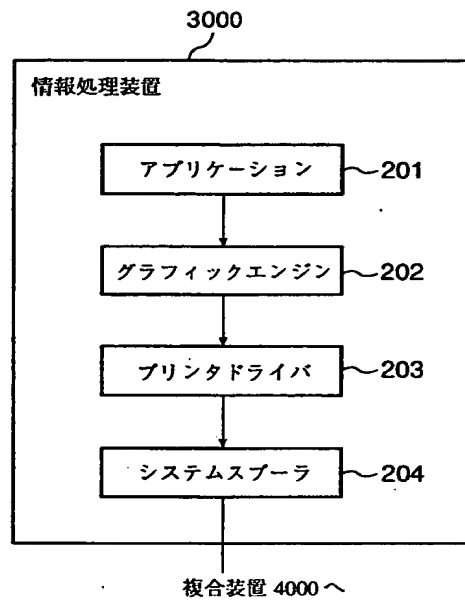 3000
情報処理装置
アプリケーション 201
グラフィックエンジン 202
プリンタドライバ 203
システムスプーラ 204
複合装置 4000 へ